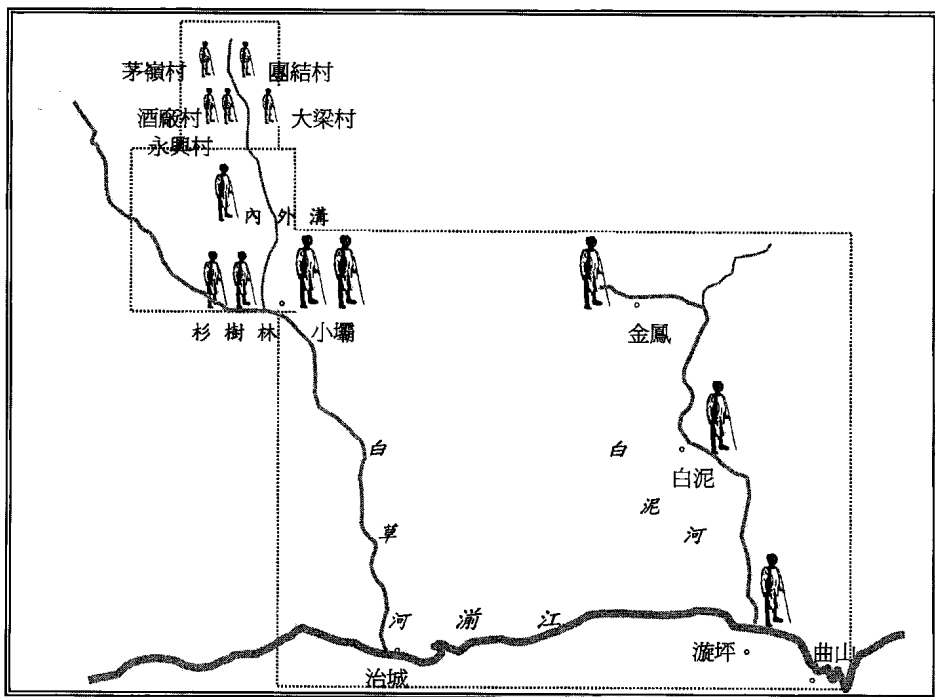 茅嶺村 團結村
酒廠村 大梁村
永興村
內外溝
杉樹林 小壩
金鳳
白泥
白草河
白泥河
湔江
漩坪
曲山
治城